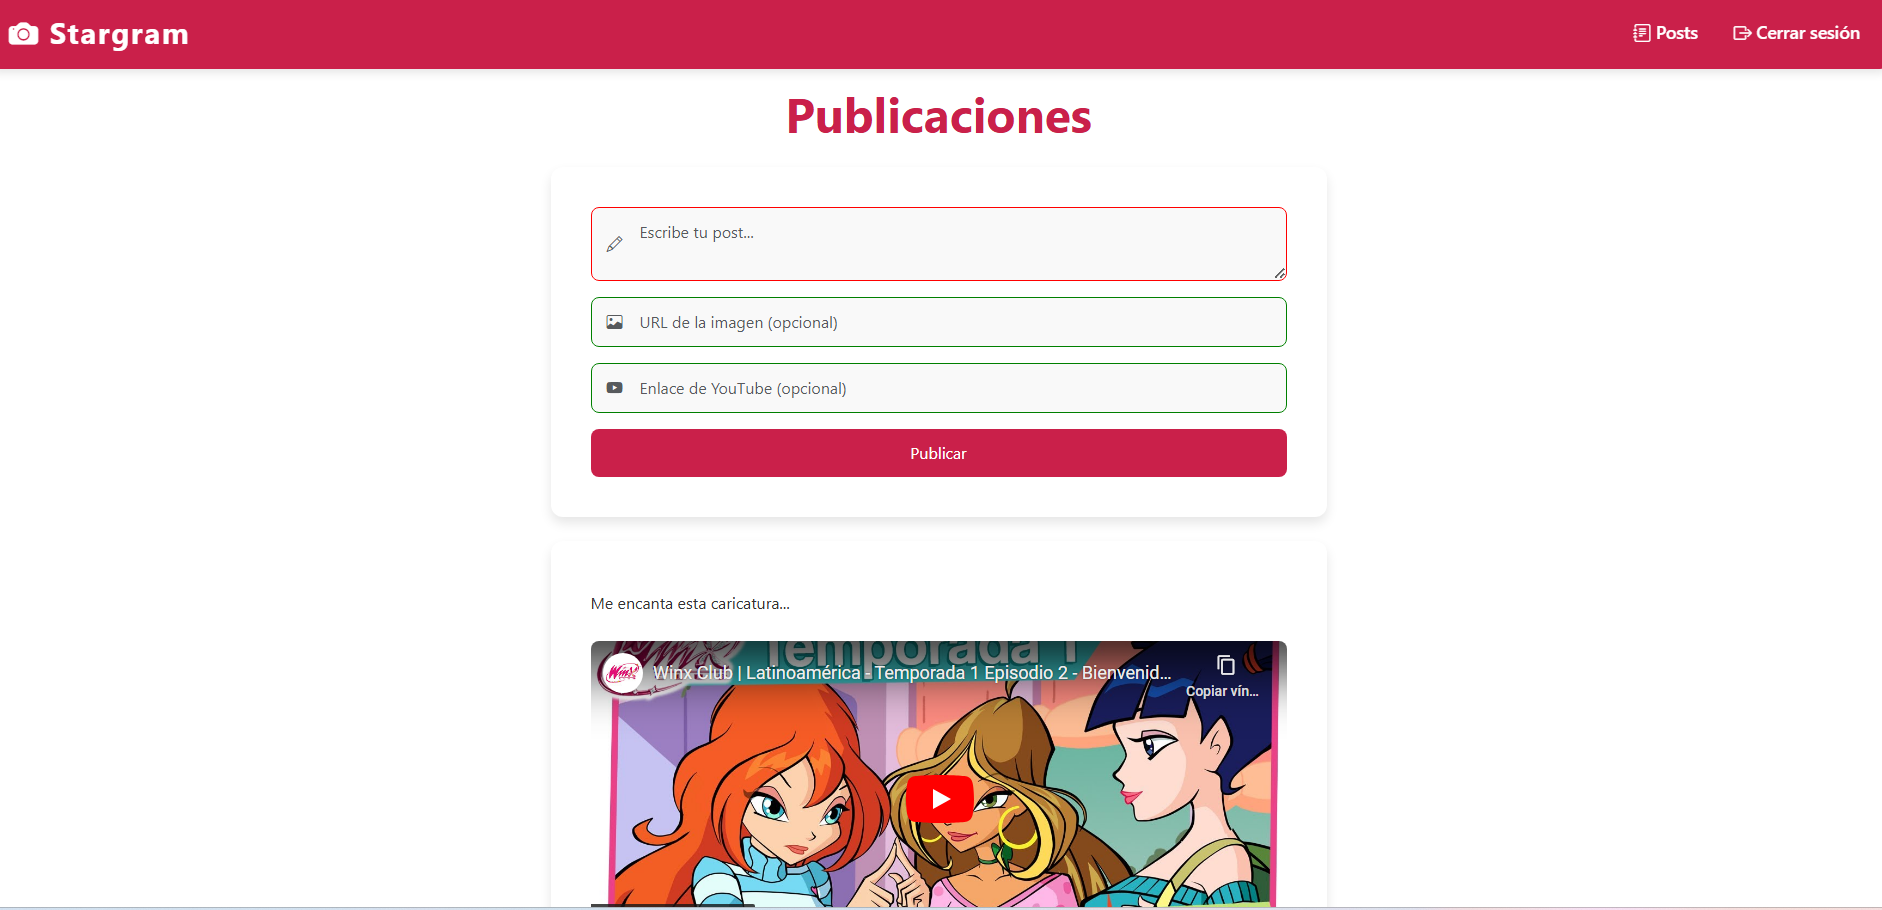 Stargram
Posts
Cerrar sesión
Publicaciones
Escribe tu post...
URL de la imagen (opcional)
Enlace de YouTube (opcional)
Publicar
Me encanta esta caricatura...
Temporada 1
Winx
Winx Club | Latinoamérica - Temporada 1 Episodio 2 - Bienvenid...
Copiar vín...